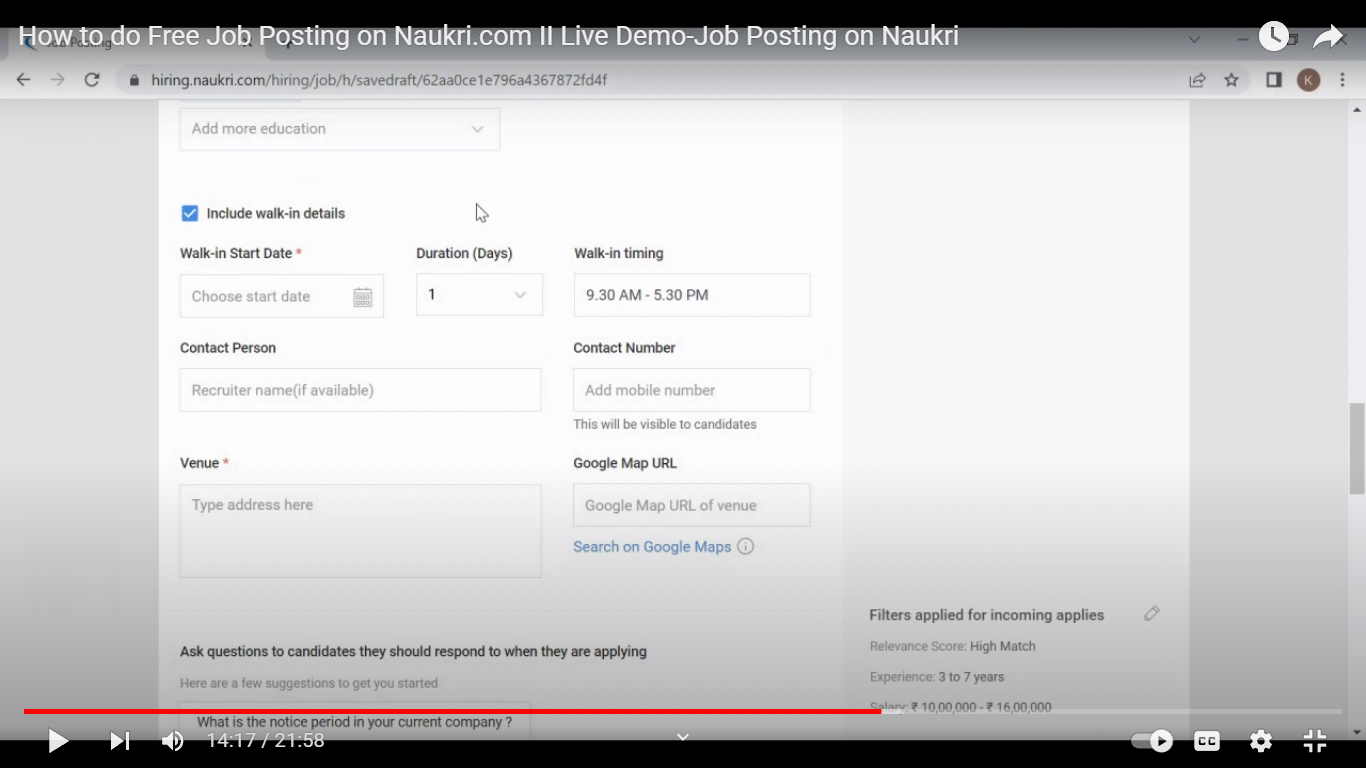 How to do Free Job Posting on Naukri.com II Live Demo-Job Posting on Naukri
hiring.naukri.com/hiring/job/h/savedraft/62aa0ce1e796a4367872fd4f
K
Add more education
Include walk-in details
Walk-in Start Date * Duration (Days) Walk-in timing
Choose start date 1 9.30 AM - 5.30 PM
Contact Person Contact Number
Recruiter name(if available) Add mobile number
This will be visible to candidates
Venue * Google Map URL
Type address here Google Map URL of venue
Search on Google Maps
Filters applied for incoming applies
Relevance Score: High Match
Experience: 3 to 7 years
Salary: ₹ 10,00,000 - ₹ 16,00,000
Ask questions to candidates they should respond to when they are applying
Here are a few suggestions to get you started
What is the notice period in your current company ?
14:17 / 21:58
CC